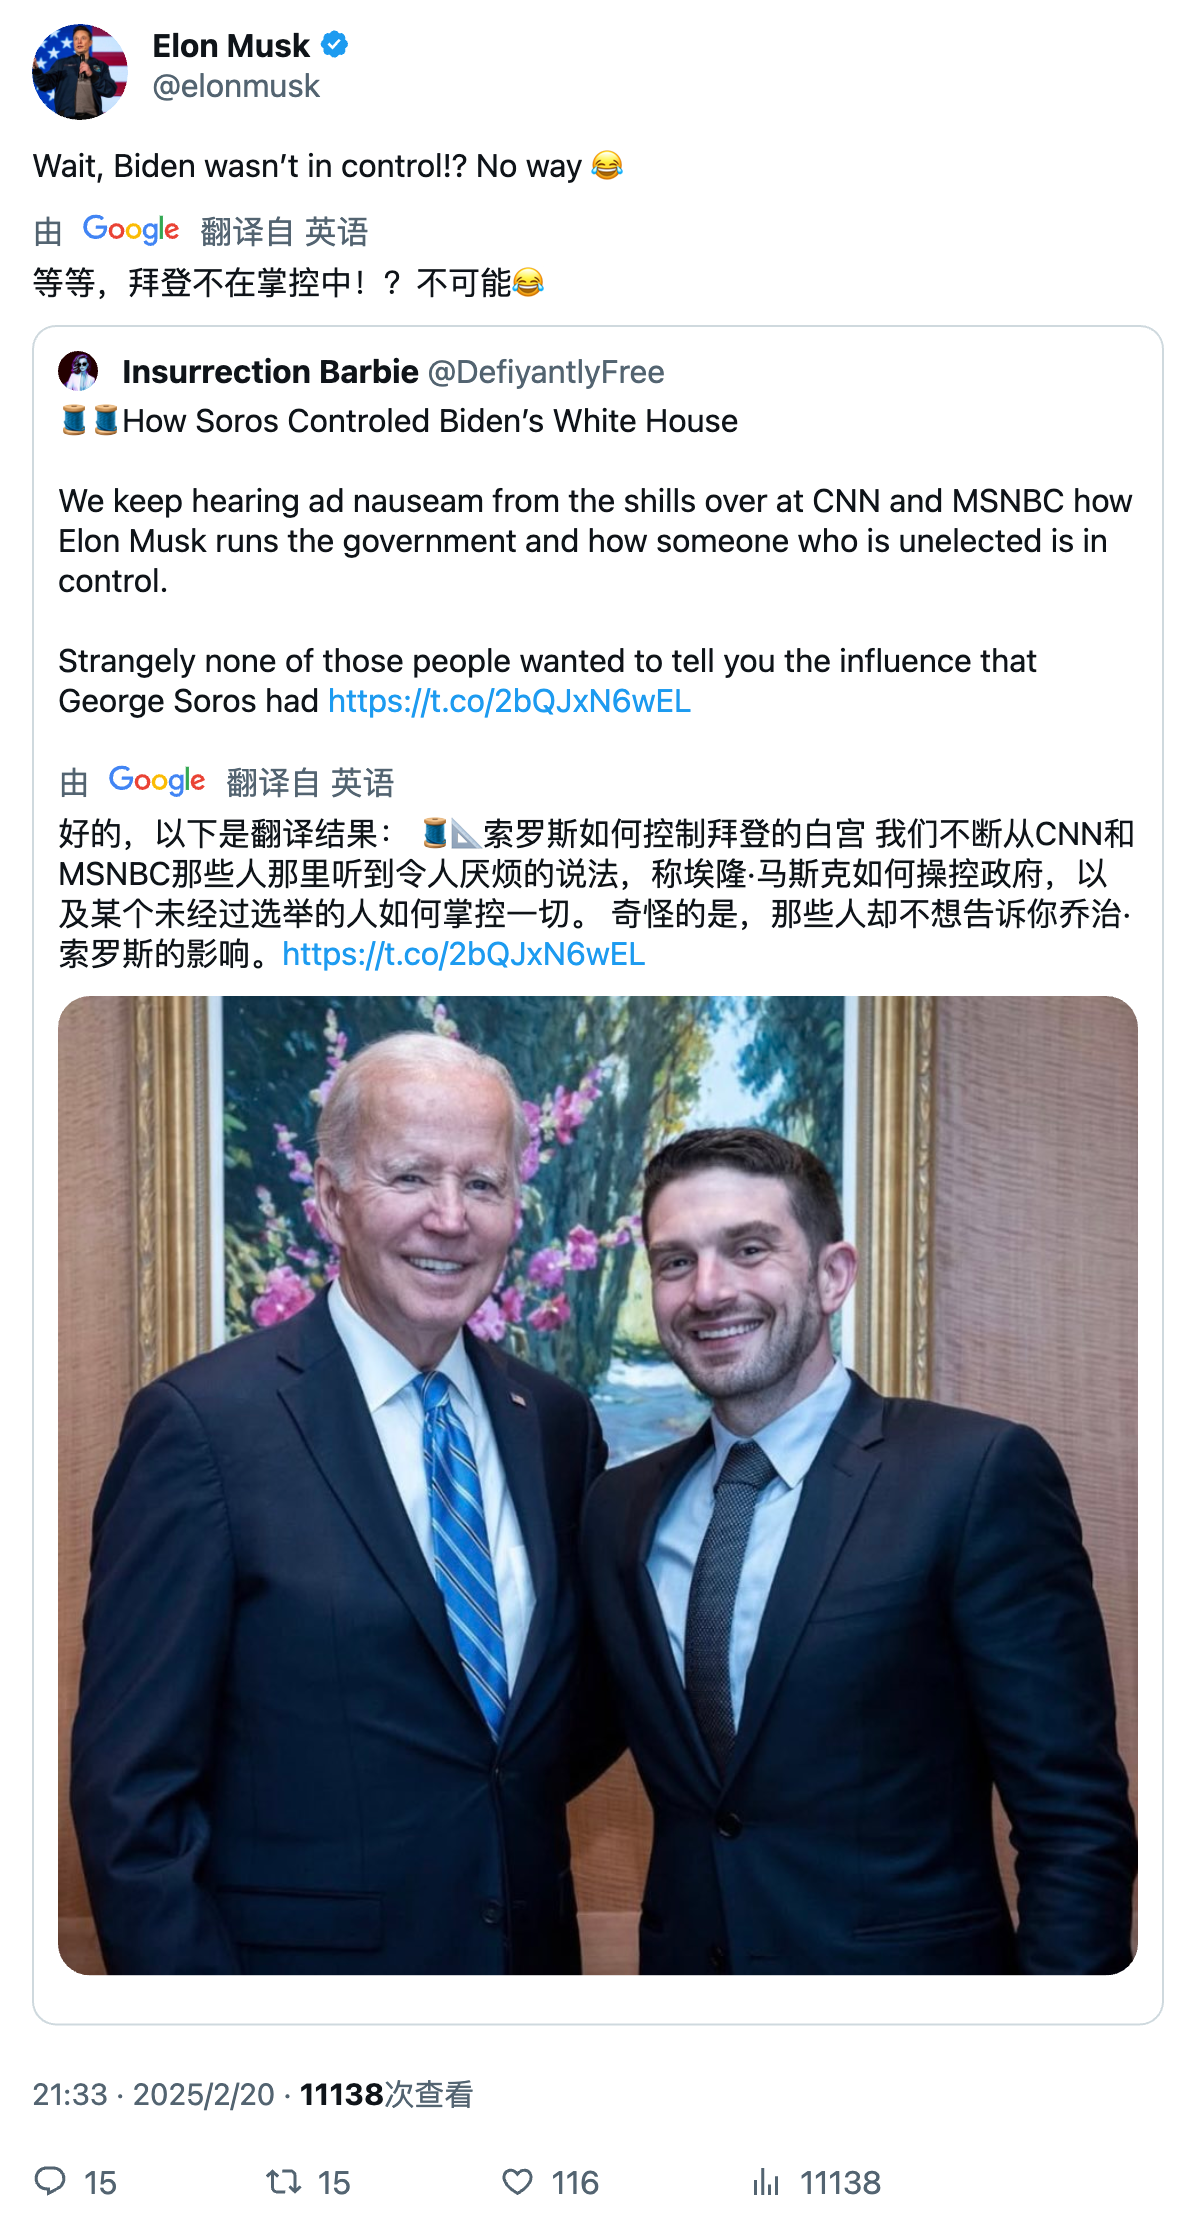 Elon Musk
@elonmusk
Wait, Biden wasn’t in control!? No way 😂
由 Google 翻译自 英语
等等，拜登不在掌控中！？不可能😂
Insurrection Barbie @DefiyantlyFree
🧵🧵How Soros Controled Biden’s White House
We keep hearing ad nauseam from the shills over at CNN and MSNBC how
Elon Musk runs the government and how someone who is unelected is in
control.
Strangely none of those people wanted to tell you the influence that
George Soros had https://t.co/2bQJxN6wEL
由 Google 翻译自 英语
好的，以下是翻译结果： 🧵📐索罗斯如何控制拜登的白宫 我们不断从CNN和
MSNBC那些人那里听到令人厌烦的说法，称埃隆·马斯克如何操控政府，以
及某个未经过选举的人如何掌控一切。 奇怪的是，那些人却不想告诉你乔治·
索罗斯的影响。https://t.co/2bQJxN6wEL
21:33 · 2025/2/20 · 11138次查看
15 15 116 11138